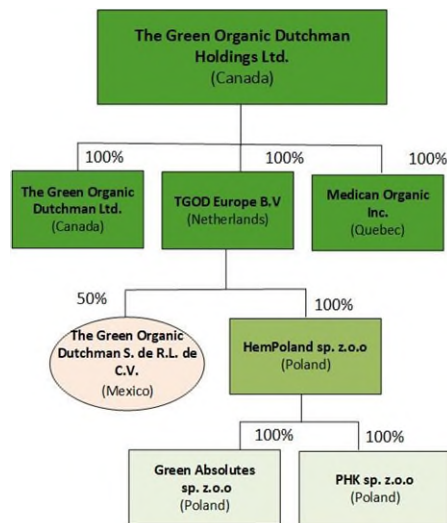 The Green Organic Dutchman
Holdings Ltd.
(Canada)
100%
100%
100%
The Green Organic
Dutchman Ltd.
(Canada)
TGOD Europe B.V
(Netherlands)
Medican Organic
Inc.
(Quebec)
50%
100%
The Green Organic
Dutchman S. de R.L. de
C.V.
(Mexico)
HemPoland sp. z.o.o
(Poland)
100%
100%
Green Absolutes
sp. z.o.o
(Poland)
PHK sp. z.o.o
(Poland)